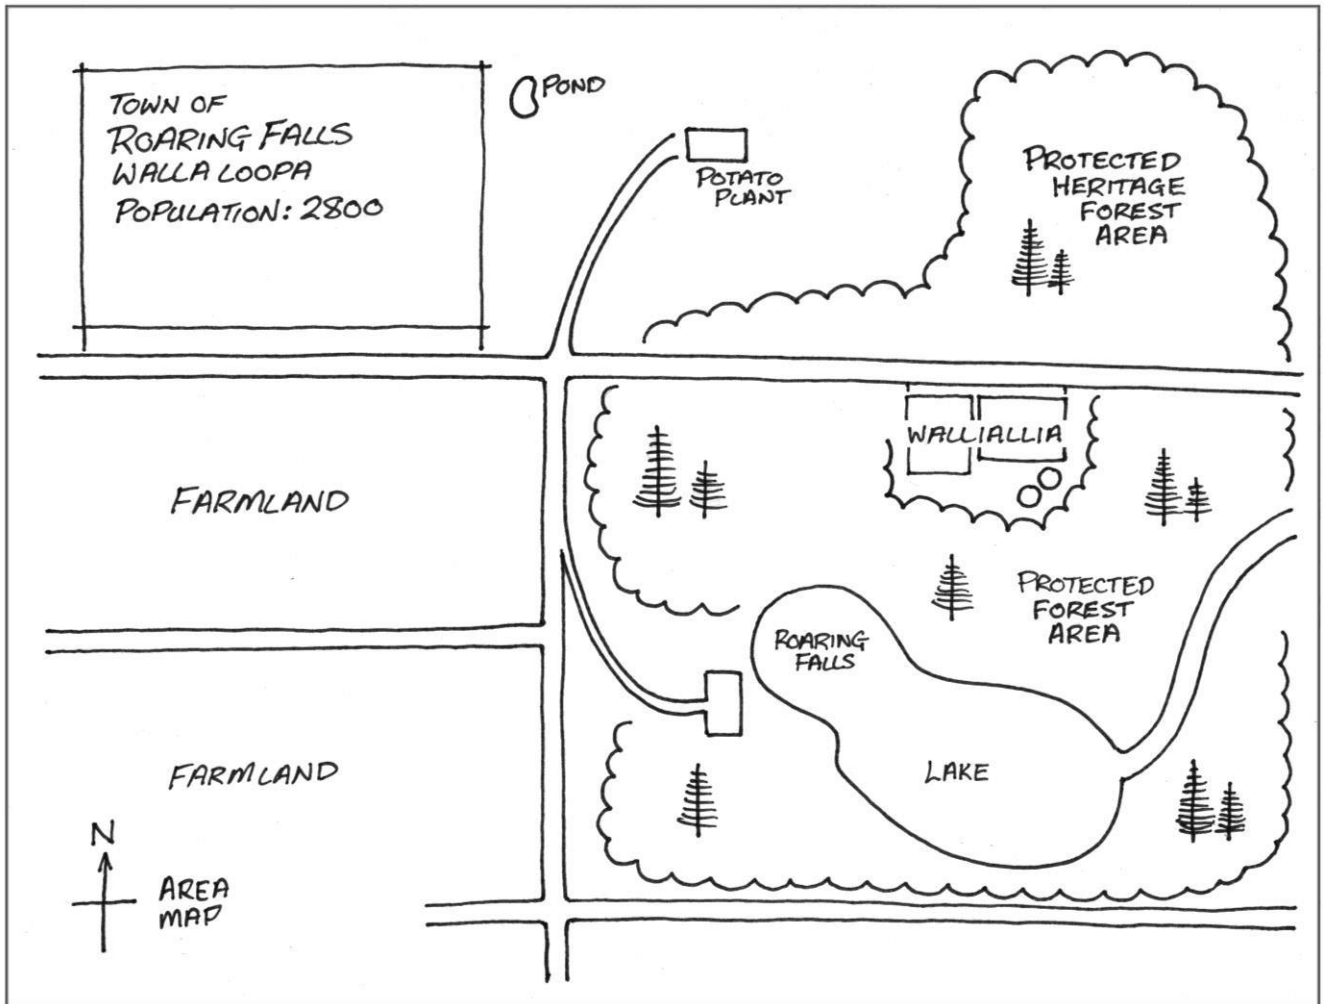 TOWN OF
ROARING FALLS
WALLA LOOPA
POPULATION: 2800
POND
POTATO
PLANT
PROTECTED
HERITAGE
FOREST
AREA
WALLIALLIA
FARMLAND
PROTECTED
FOREST
AREA
ROARING
FALLS
LAKE
FARMLAND
N
AREA
MAP